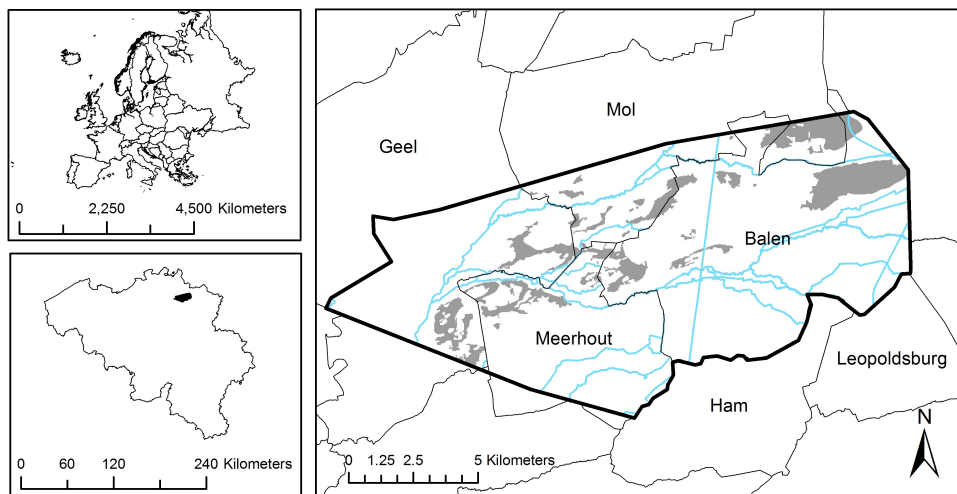 0 2,250 4,500 Kilometers
0 60 120 240 Kilometers
Mol
Geel
Balen
Meerhout
Leopoldsburg
Ham
N
0 1.25 2.5 5 Kilometers